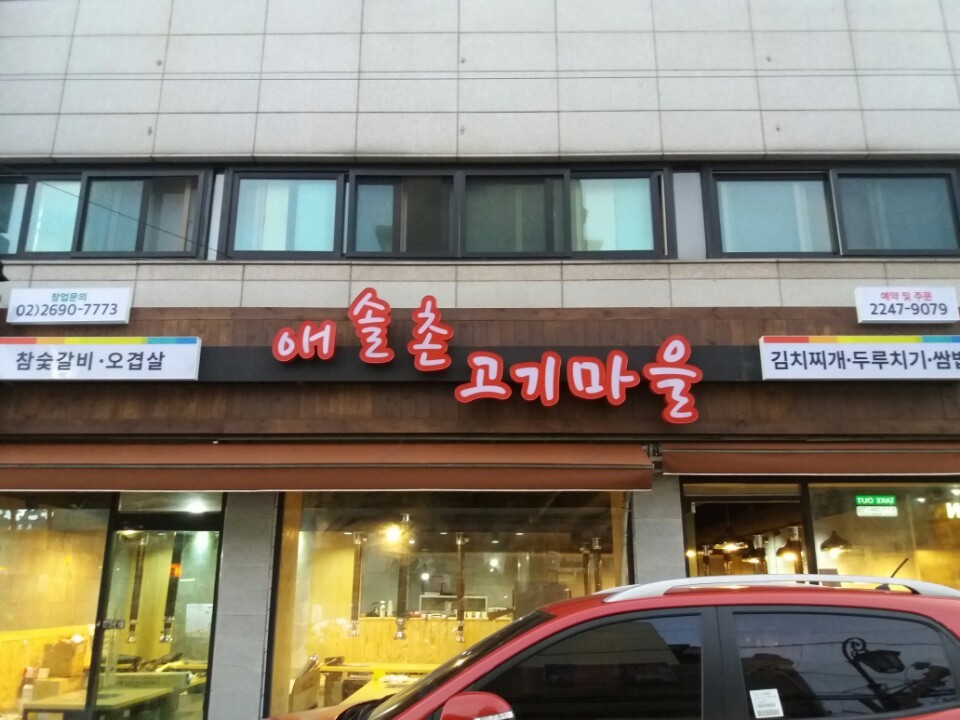 창업문의
02)2690-7773
참숯갈비·오겹살
애솔촌
고기마을
예약 및 주문
2247-9079
김치찌개·두루치기·쌈밥
TAKE OUT